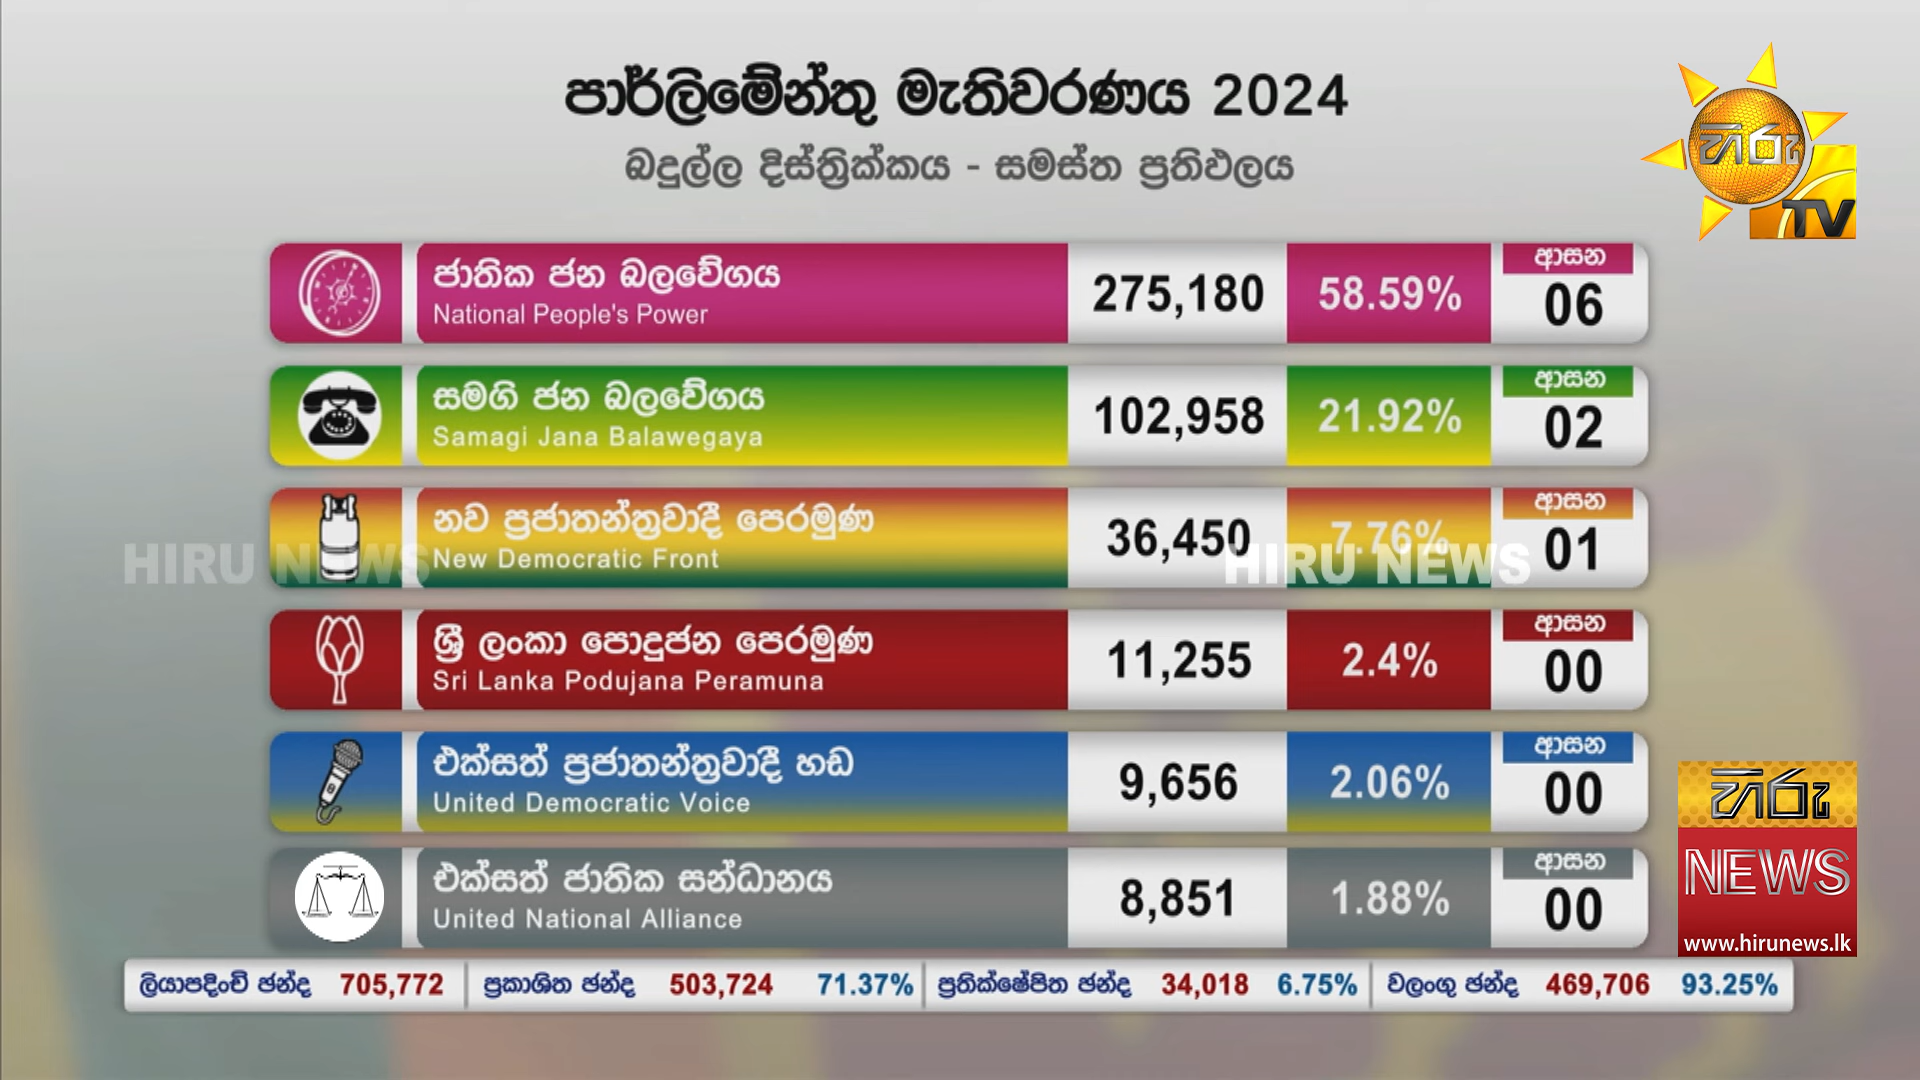 පාර්ලිමේන්තු මැතිවරණය 2024
බදුල්ල දිස්ත්‍රික්කය - සමස්ත ප්‍රතිඵලය
හිරු
TV
ජාතික ජන බලවේගය
National People's Power
275,180
58.59%
ආසන
06
සමගි ජන බලවේගය
Samagi Jana Balawegaya
102,958
21.92%
ආසන
02
නව ප්‍රජාතන්ත්‍රවාදී පෙරමුණ
New Democratic Front
36,450
7.76%
ආසන
01
HIRU NEWS
HIRU NEWS
ශ්‍රී ලංකා පොදුජන පෙරමුණ
Sri Lanka Podujana Peramuna
11,255
2.4%
ආසන
00
එක්සත් ප්‍රජාතන්ත්‍රවාදී හඬ
United Democratic Voice
9,656
2.06%
ආසන
00
එක්සත් ජාතික සන්ධානය
United National Alliance
8,851
1.88%
ආසන
00
හිරු
NEWS
www.hirunews.lk
ලියාපදිංචි ඡන්ද 705,772 ප්‍රකාශිත ඡන්ද 503,724 71.37% ප්‍රතික්ෂේපිත ඡන්ද 34,018 6.75% වලංගු ඡන්ද 469,706 93.25%